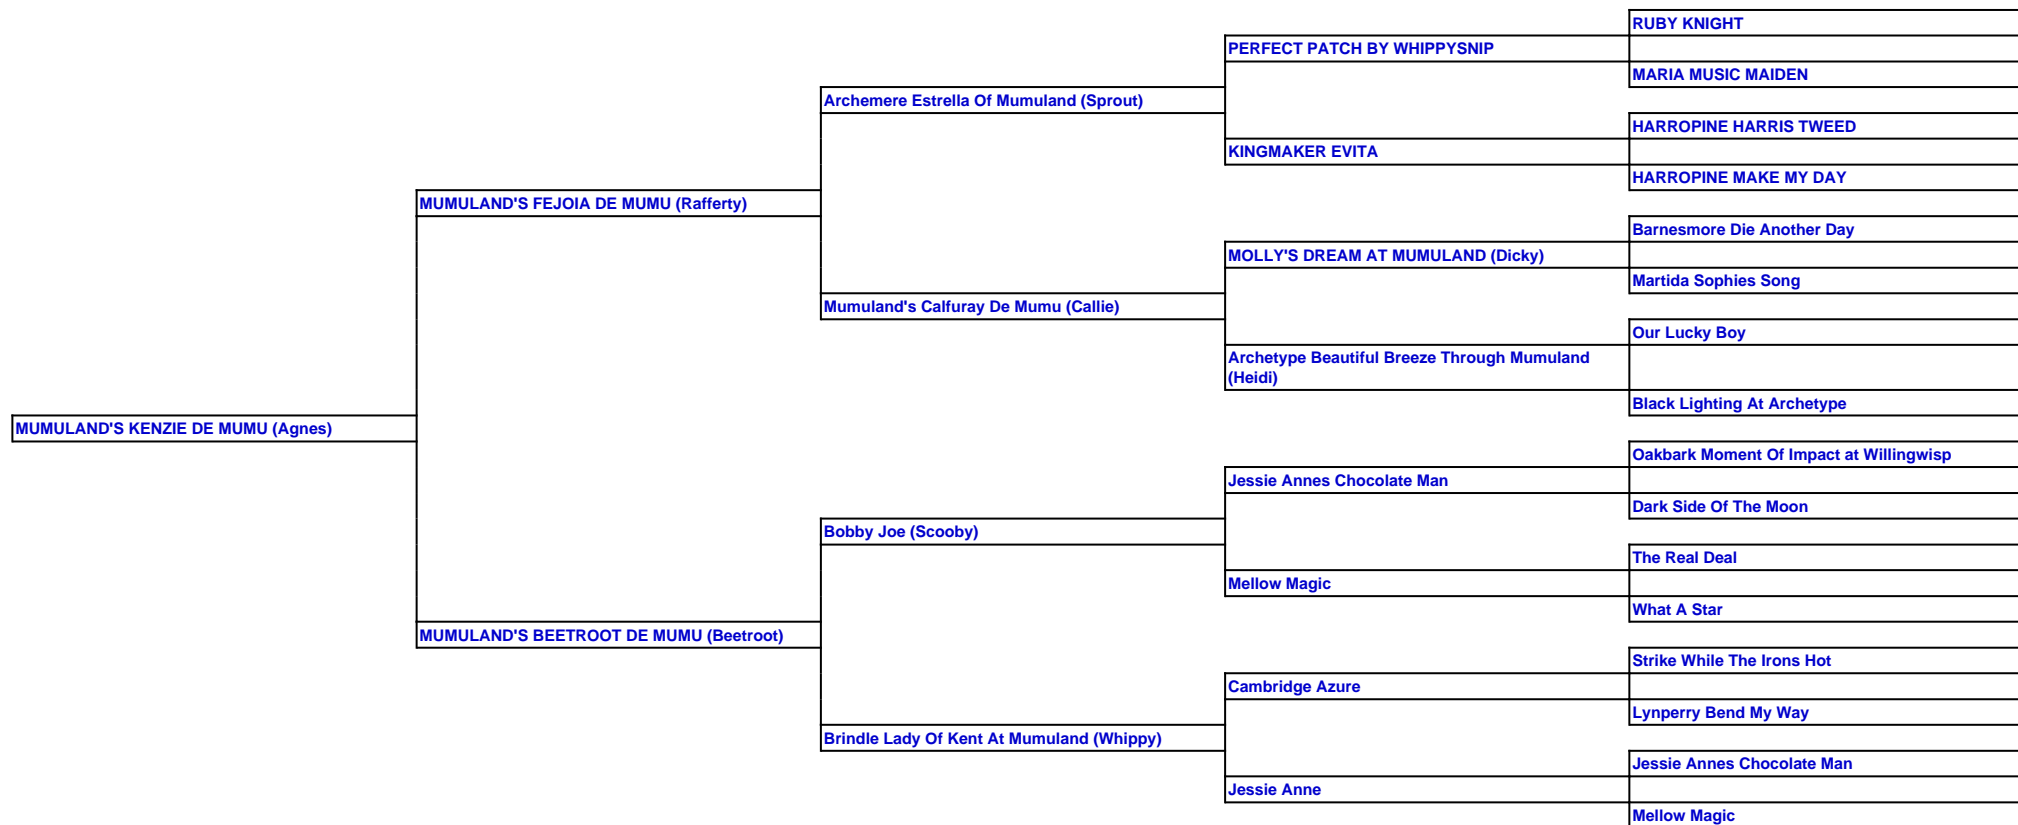 RUBY KNIGHT
PERFECT PATCH BY WHIPPYSNIP
MARIA MUSIC MAIDEN
Archemere Estrella Of Mumuland (Sprout)
HARROPINE HARRIS TWEED
KINGMAKER EVITA
HARROPINE MAKE MY DAY
MUMULAND'S FEJOIA DE MUMU (Rafferty)
Barnesmore Die Another Day
MOLLY'S DREAM AT MUMULAND (Dicky)
Martida Sophies Song
Mumuland's Calfuray De Mumu (Callie)
Our Lucky Boy
Archetype Beautiful Breeze Through Mumuland
(Heidi)
Black Lighting At Archetype
MUMULAND'S KENZIE DE MUMU (Agnes)
Oakbark Moment Of Impact at Willingwisp
Jessie Annes Chocolate Man
Dark Side Of The Moon
Bobby Joe (Scooby)
The Real Deal
Mellow Magic
What A Star
MUMULAND'S BEETROOT DE MUMU (Beetroot)
Strike While The Irons Hot
Cambridge Azure
Lynperry Bend My Way
Brindle Lady Of Kent At Mumuland (Whippy)
Jessie Annes Chocolate Man
Jessie Anne
Mellow Magic